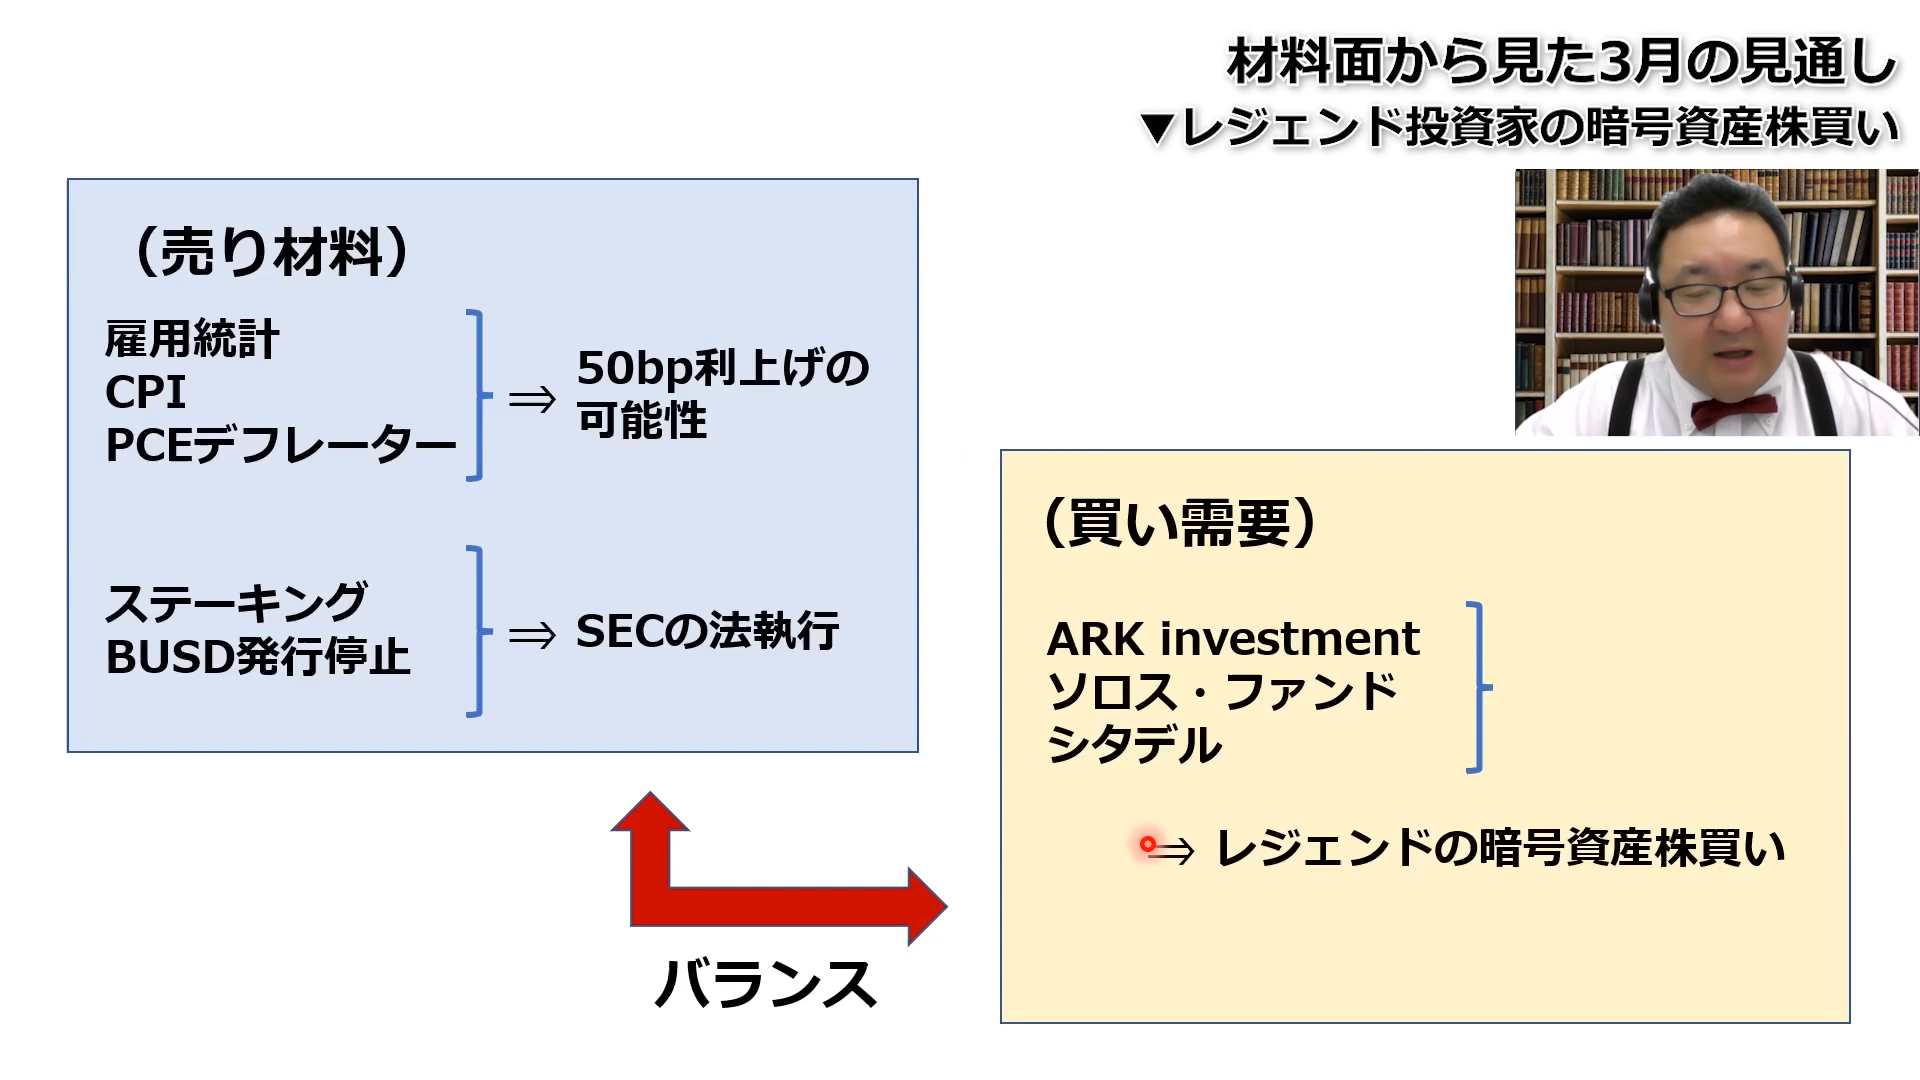 材料面から見た3月の見通し
▼レジェンド投資家の暗号資産株買い
（売り材料）
雇用統計
CPI
PCEデフレーター
⇒ 50bp利上げの
可能性
ステーキング
BUSD発行停止
⇒ SECの法執行
（買い需要）
ARK investment
ソロス・ファンド
シタデル
⇒ レジェンドの暗号資産株買い
バランス